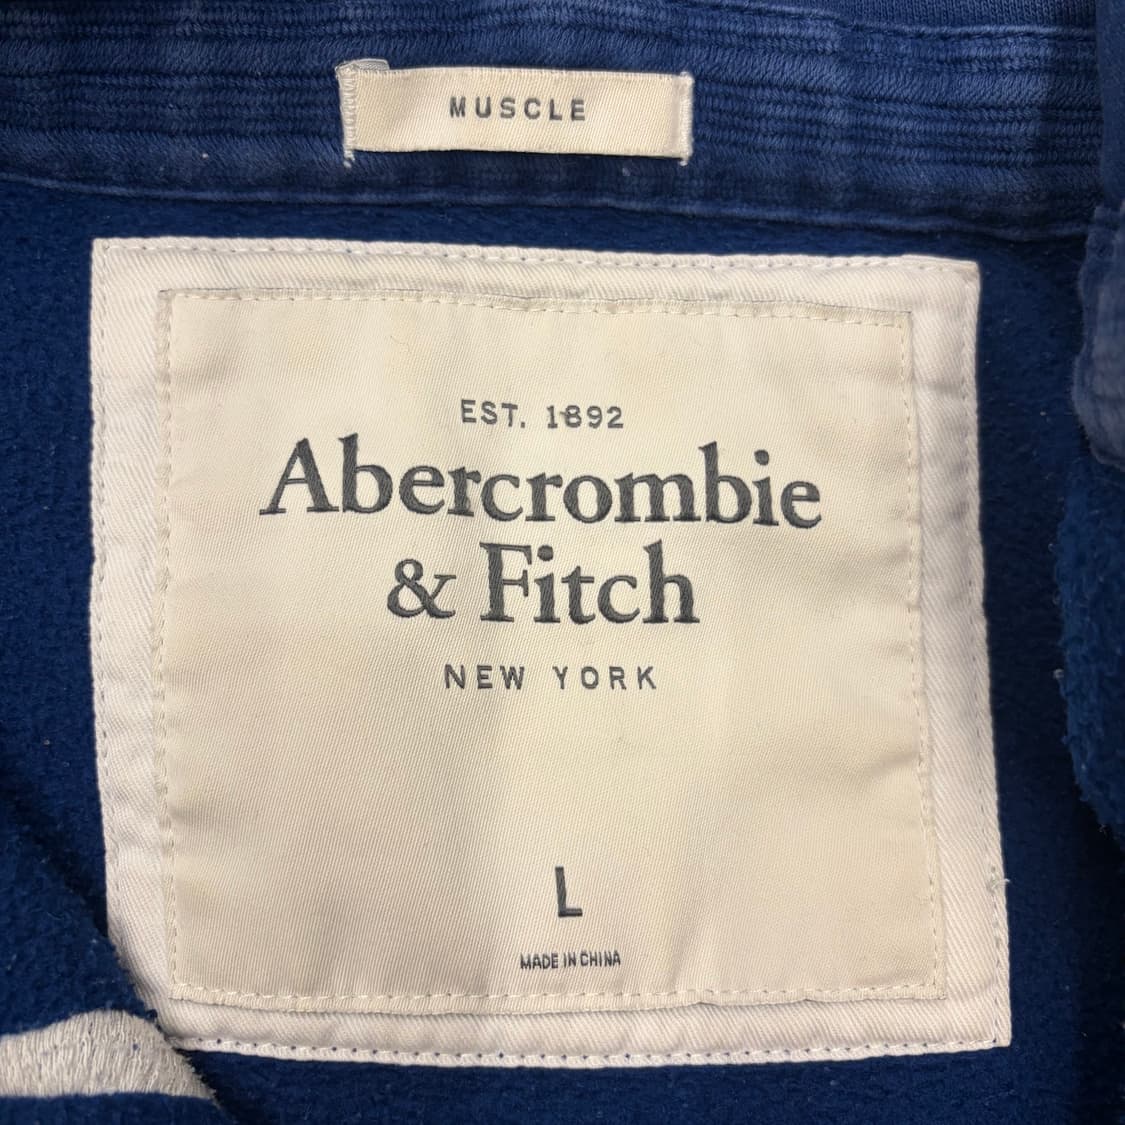 MUSCLE
EST. 1892
Abercrombie
& Fitch
NEW YORK
L
MADE IN CHINA